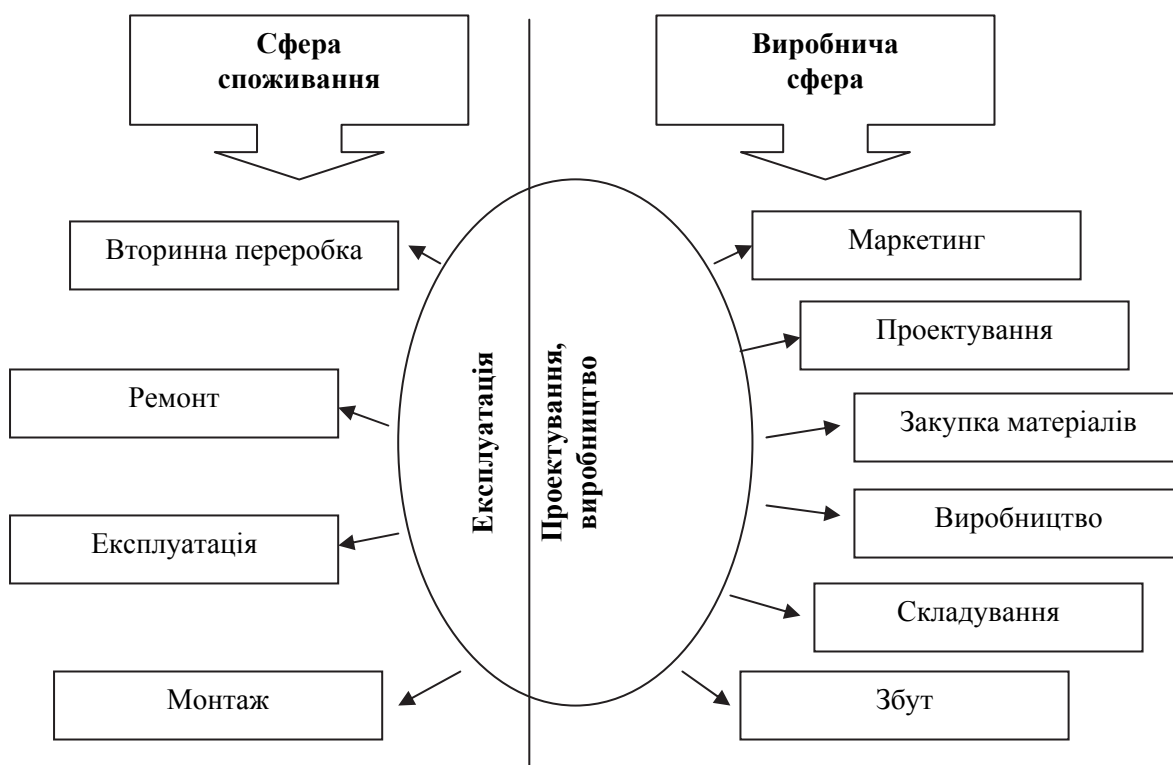 Сфера
споживання
Виробнича
сфера
Вторинна переробка
Маркетинг
Проектування
Ремонт
Закупка матеріалів
Експлуатація
Проектування,
виробництво
Експлуатація
Виробництво
Складування
Монтаж
Збут